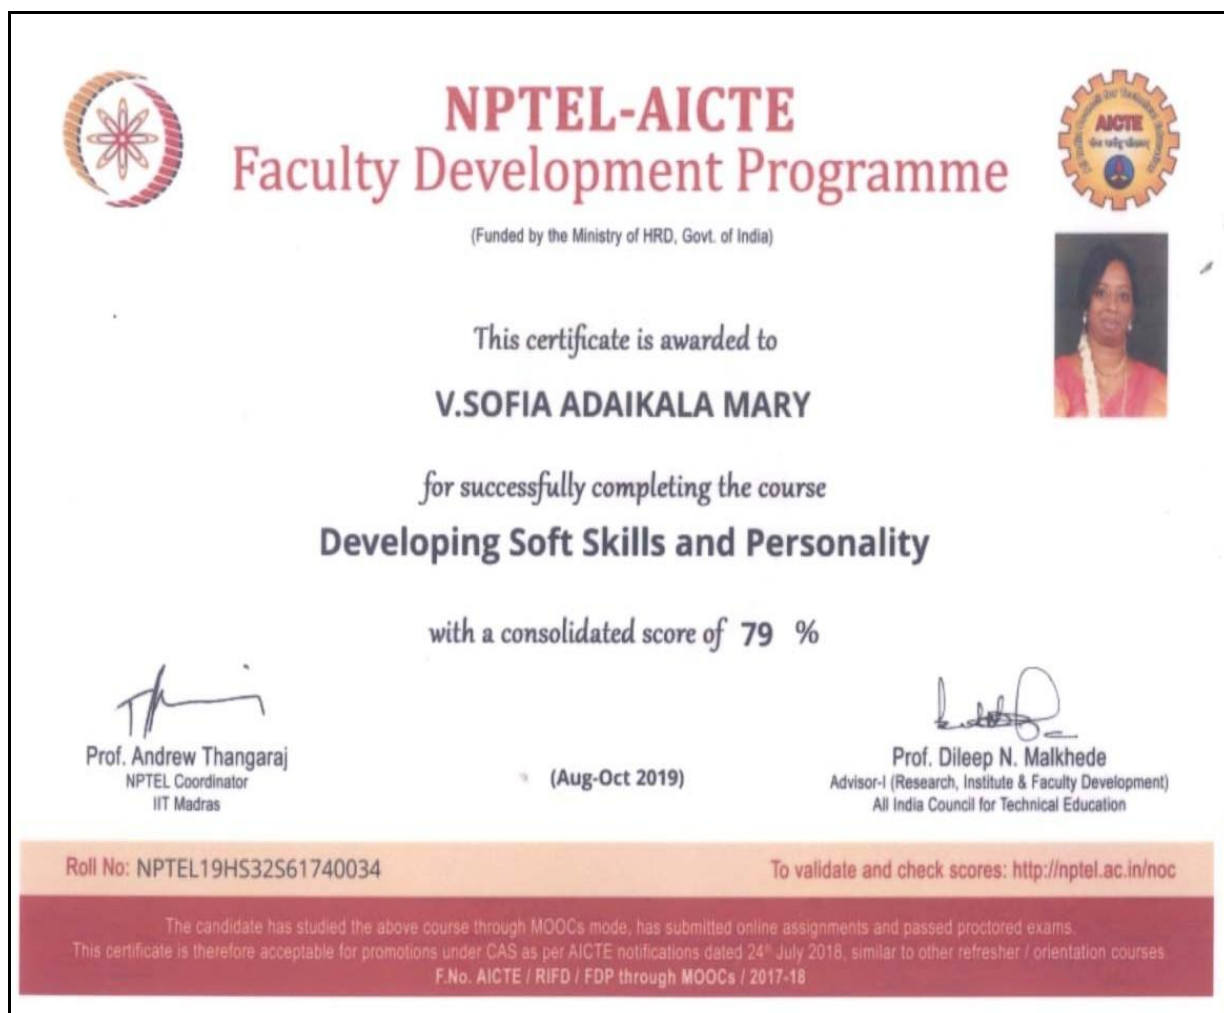 NPTEL-AICTE
Faculty Development Programme
(Funded by the Ministry of HRD, Govt. of India)
AICTE
This certificate is awarded to
V.SOFIA ADAIKALA MARY
for successfully completing the course
Developing Soft Skills and Personality
with a consolidated score of 79 %
Prof. Andrew Thangaraj
NPTEL Coordinator
IIT Madras
(Aug-Oct 2019)
Prof. Dileep N. Malkhede
Advisor-I (Research, Institute & Faculty Development)
All India Council for Technical Education
Roll No: NPTEL19HS32S61740034
To validate and check scores: http://nptel.ac.in/noc
The candidate has studied the above course through MOOCs mode, has submitted online assignments and passed proctored exams.
This certificate is therefore acceptable for promotions under CAS as per AICTE notifications dated 24th July 2018, similar to other refresher / orientation courses
F.No. AICTE / RIFD / FDP through MOOCs / 2017-18